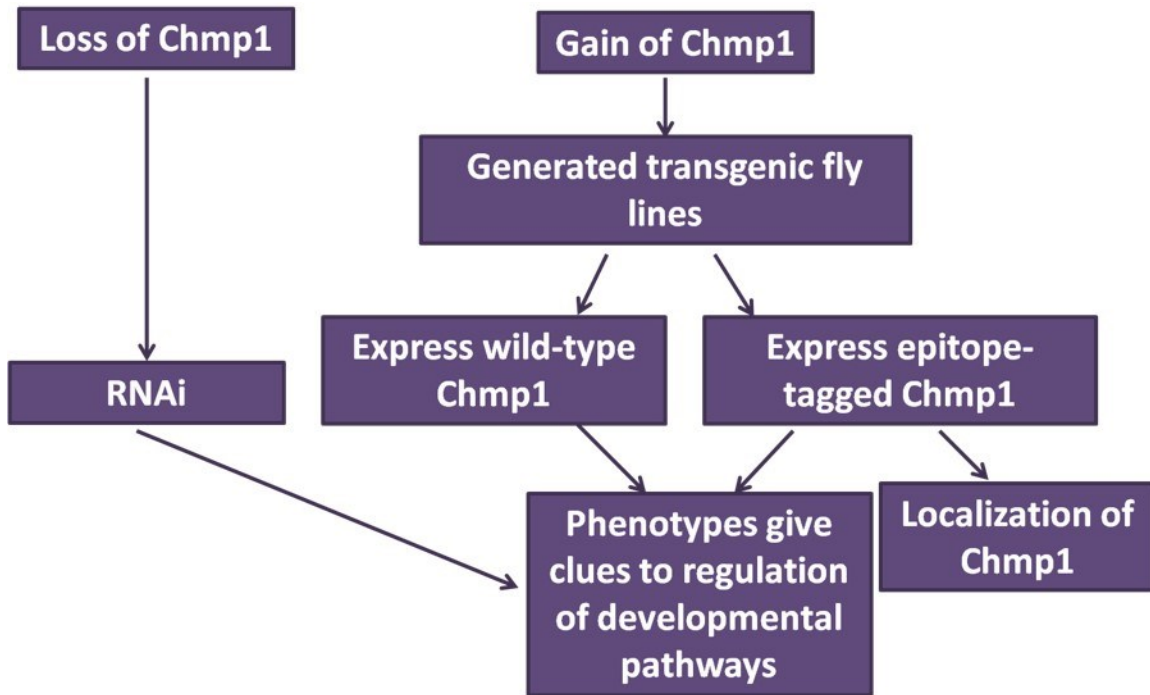 Loss of Chmp1
Gain of Chmp1
Generated transgenic fly
lines
RNAi
Express wild-type
Chmp1
Express epitope-
tagged Chmp1
Phenotypes give
clues to regulation
of developmental
pathways
Localization of
Chmp1